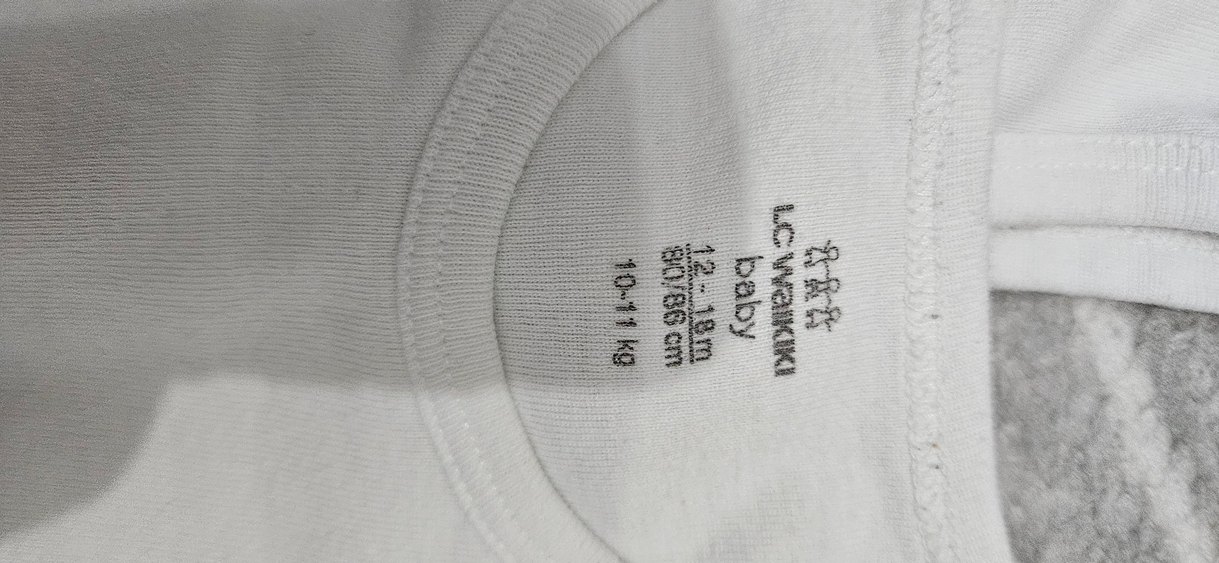 LC WAIKIKI
baby
12 - 18 m
80/86 cm
10-11 kg